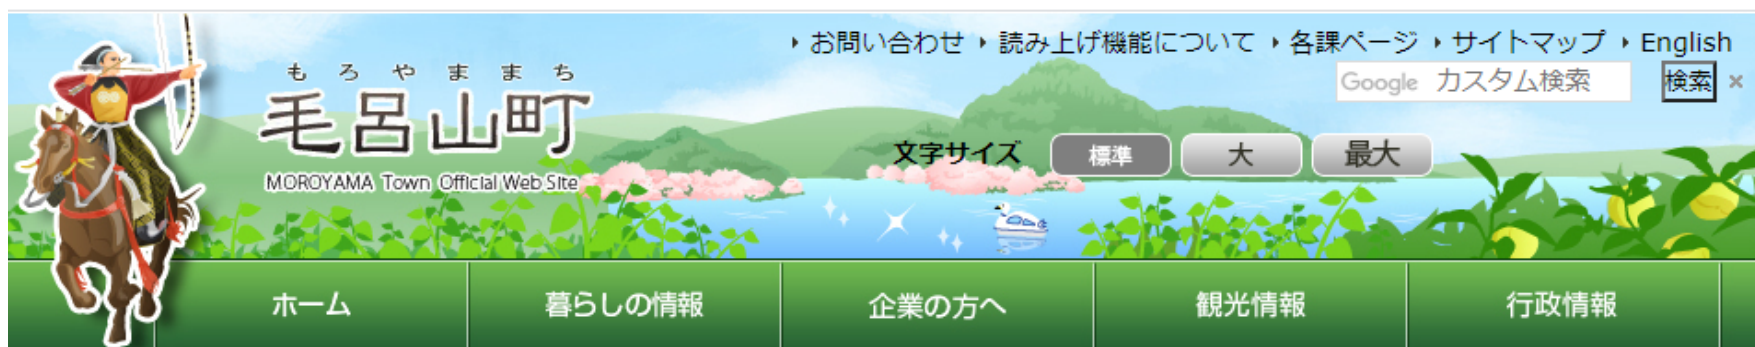 お問い合わせ 読み上げ機能について 各課ページ サイトマップ English
Google カスタム検索 検索 ×
もろやままち
毛呂山町
MOROYAMA Town Official Web Site
文字サイズ 標準 大 最大
ホーム 暮らしの情報 企業の方へ 観光情報 行政情報